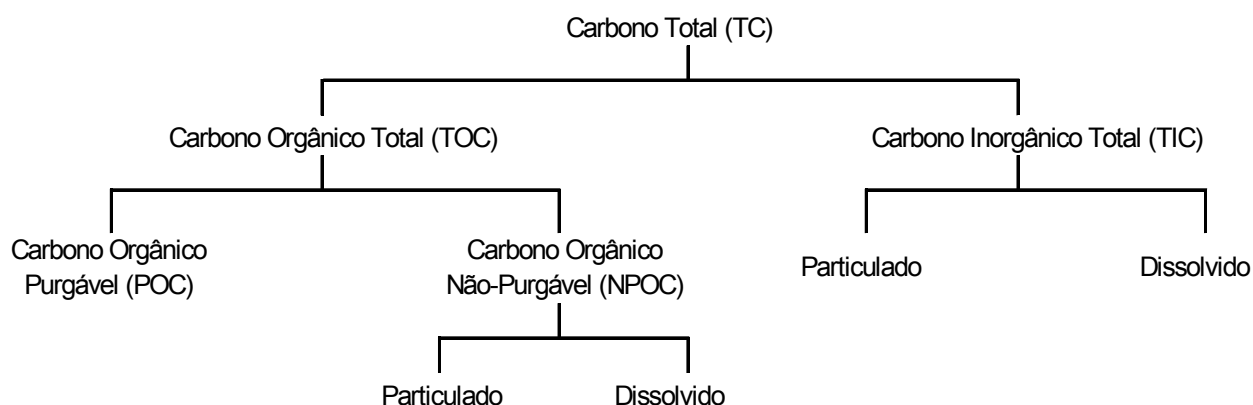 Carbono Total (TC)
Carbono Orgânico Total (TOC)
Carbono Inorgânico Total (TIC)
Carbono Orgânico
Purgável (POC)
Carbono Orgânico
Não-Purgável (NPOC)
Particulado
Dissolvido
Particulado
Dissolvido